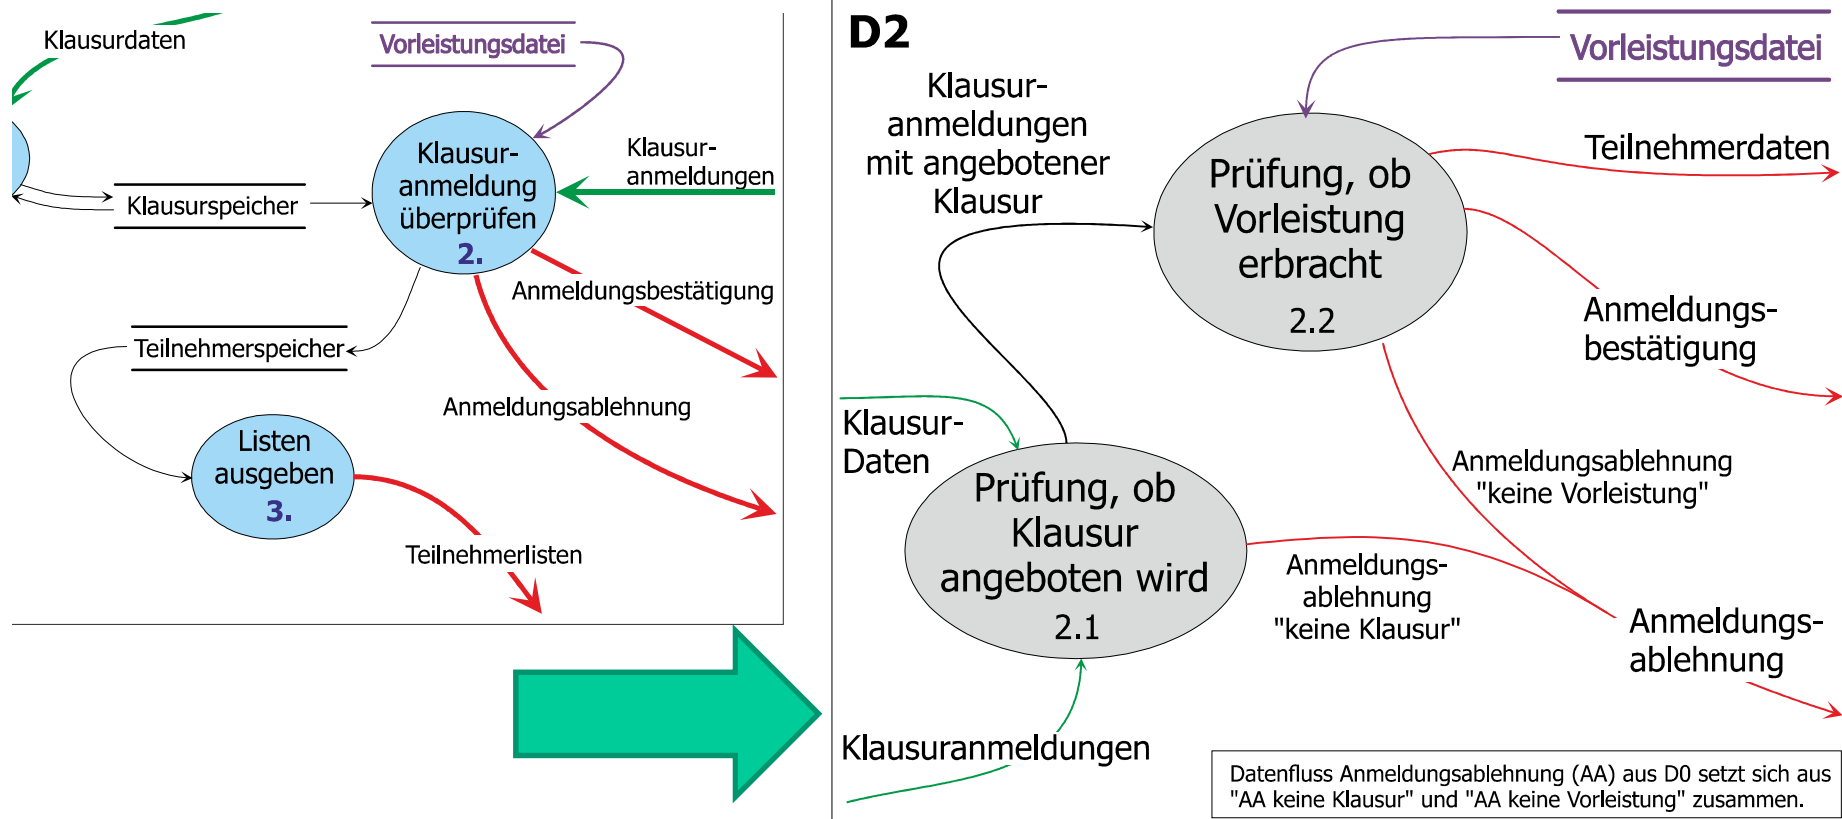 Klausurdaten
Vorleistungsdatei
Klausur-
anmeldung
überprüfen
2.
Klausur-
anmeldungen
Klausurspeicher
Anmeldungsbestätigung
Teilnehmerspeicher
Anmeldungsablehnung
Listen
ausgeben
3.
Teilnehmerlisten
D2
Vorleistungsdatei
Klausur-
anmeldungen
mit angebotener
Klausur
Prüfung, ob
Vorleistung
erbracht
2.2
Teilnehmerdaten
Anmeldungs-
bestätigung
Klausur-
Daten
Prüfung, ob
Klausur
angeboten wird
2.1
Anmeldungsablehnung
"keine Vorleistung"
Anmeldungs-
ablehnung
"keine Klausur"
Anmeldungs-
ablehnung
Klausuranmeldungen
Datenfluss Anmeldungsablehnung (AA) aus D0 setzt sich aus
"AA keine Klausur" und "AA keine Vorleistung" zusammen.